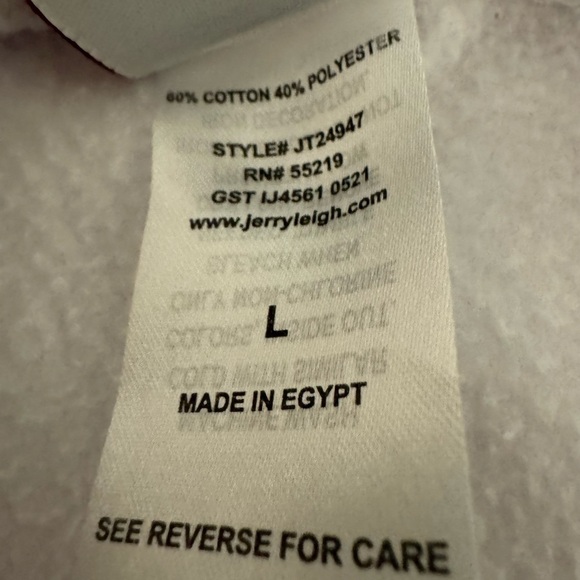 60% COTTON 40% POLYESTER
STYLE# JT24947
RN# 55219
GST IJ4561 0521
www.jerryleigh.com
L
MADE IN EGYPT
SEE REVERSE FOR CARE